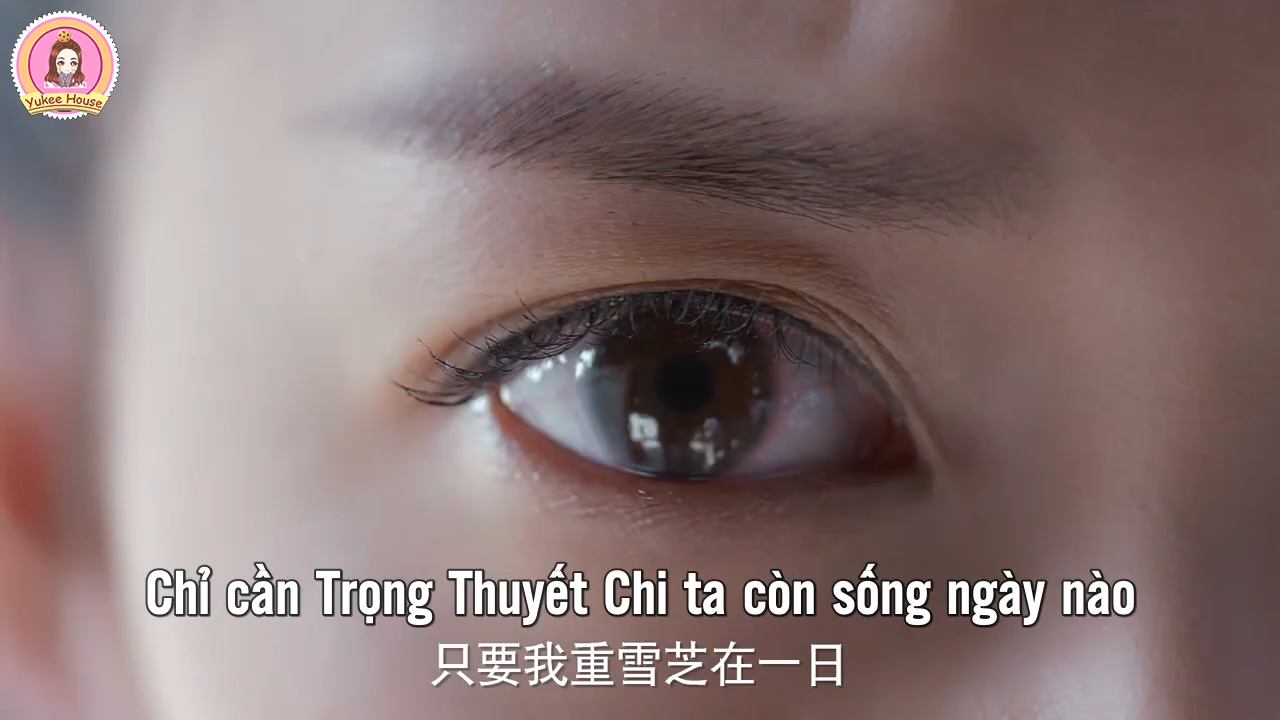 Yukee House
Chỉ cần Trọng Thuyết Chi ta còn sống ngày nào
只要我重雪芝在一日